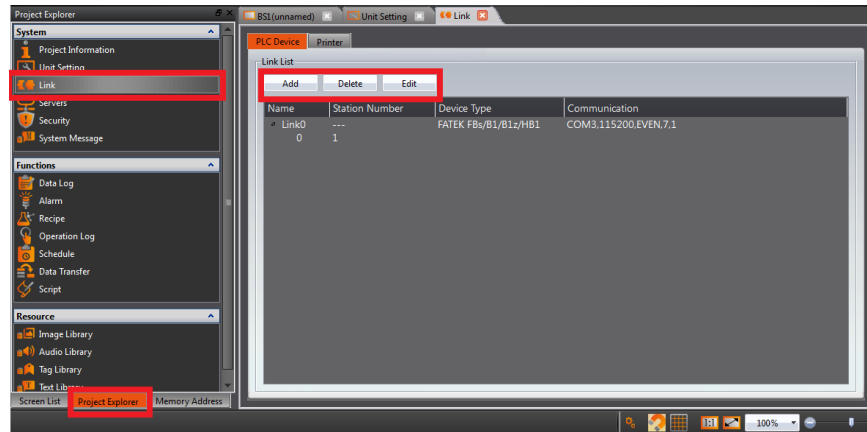 Project Explorer
System
Project Information
Unit Setting
Link
Servers
Security
System Message
Functions
Data Log
Alarm
Recipe
Operation Log
Schedule
Data Transfer
Script
Resource
Image Library
Audio Library
Tag Library
Text Library
Screen List Project Explorer Memory Address
BS1(unnamed) Unit Setting Link
PLC Device Printer
Link List
Add Delete Edit
Name Station Number Device Type Communication
Link0 --- FATEK FBs/B1/B1z/HB1 COM3,115200,EVEN,7,1
0 1
1:1 100%